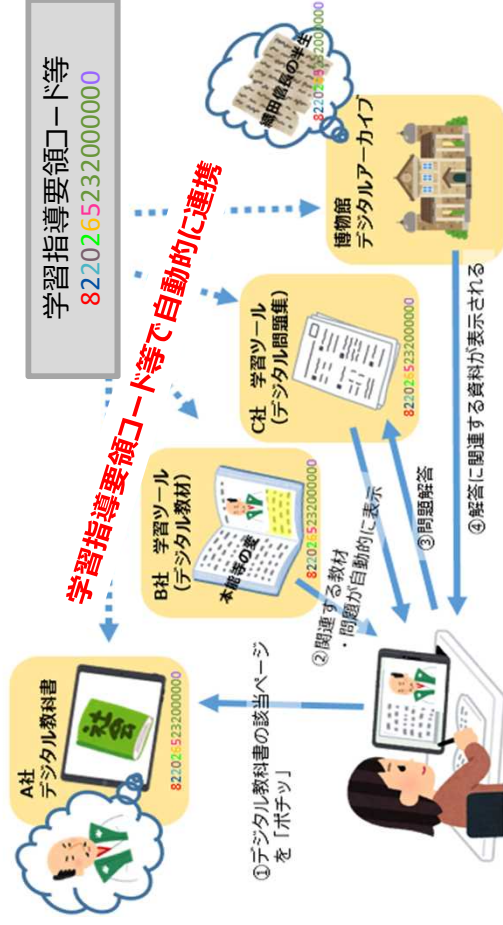 学習指導要領コード等
8220265232000000
学習指導要領コード等で自動的に連携
A社
デジタル教科書
社会
8220265232000000
B社　学習ツール
(デジタル教材)
本能寺の変
8220265232000000
C社　学習ツール
(デジタル問題集)
8220265232000000
博物館
デジタルアーカイブ
織田信長の半生
8220265232000000
①デジタル教科書の該当ページ
を「ポチッ」
②関連する教材
・問題が自動的に表示
③問題解答
④解答に関連する資料が表示される